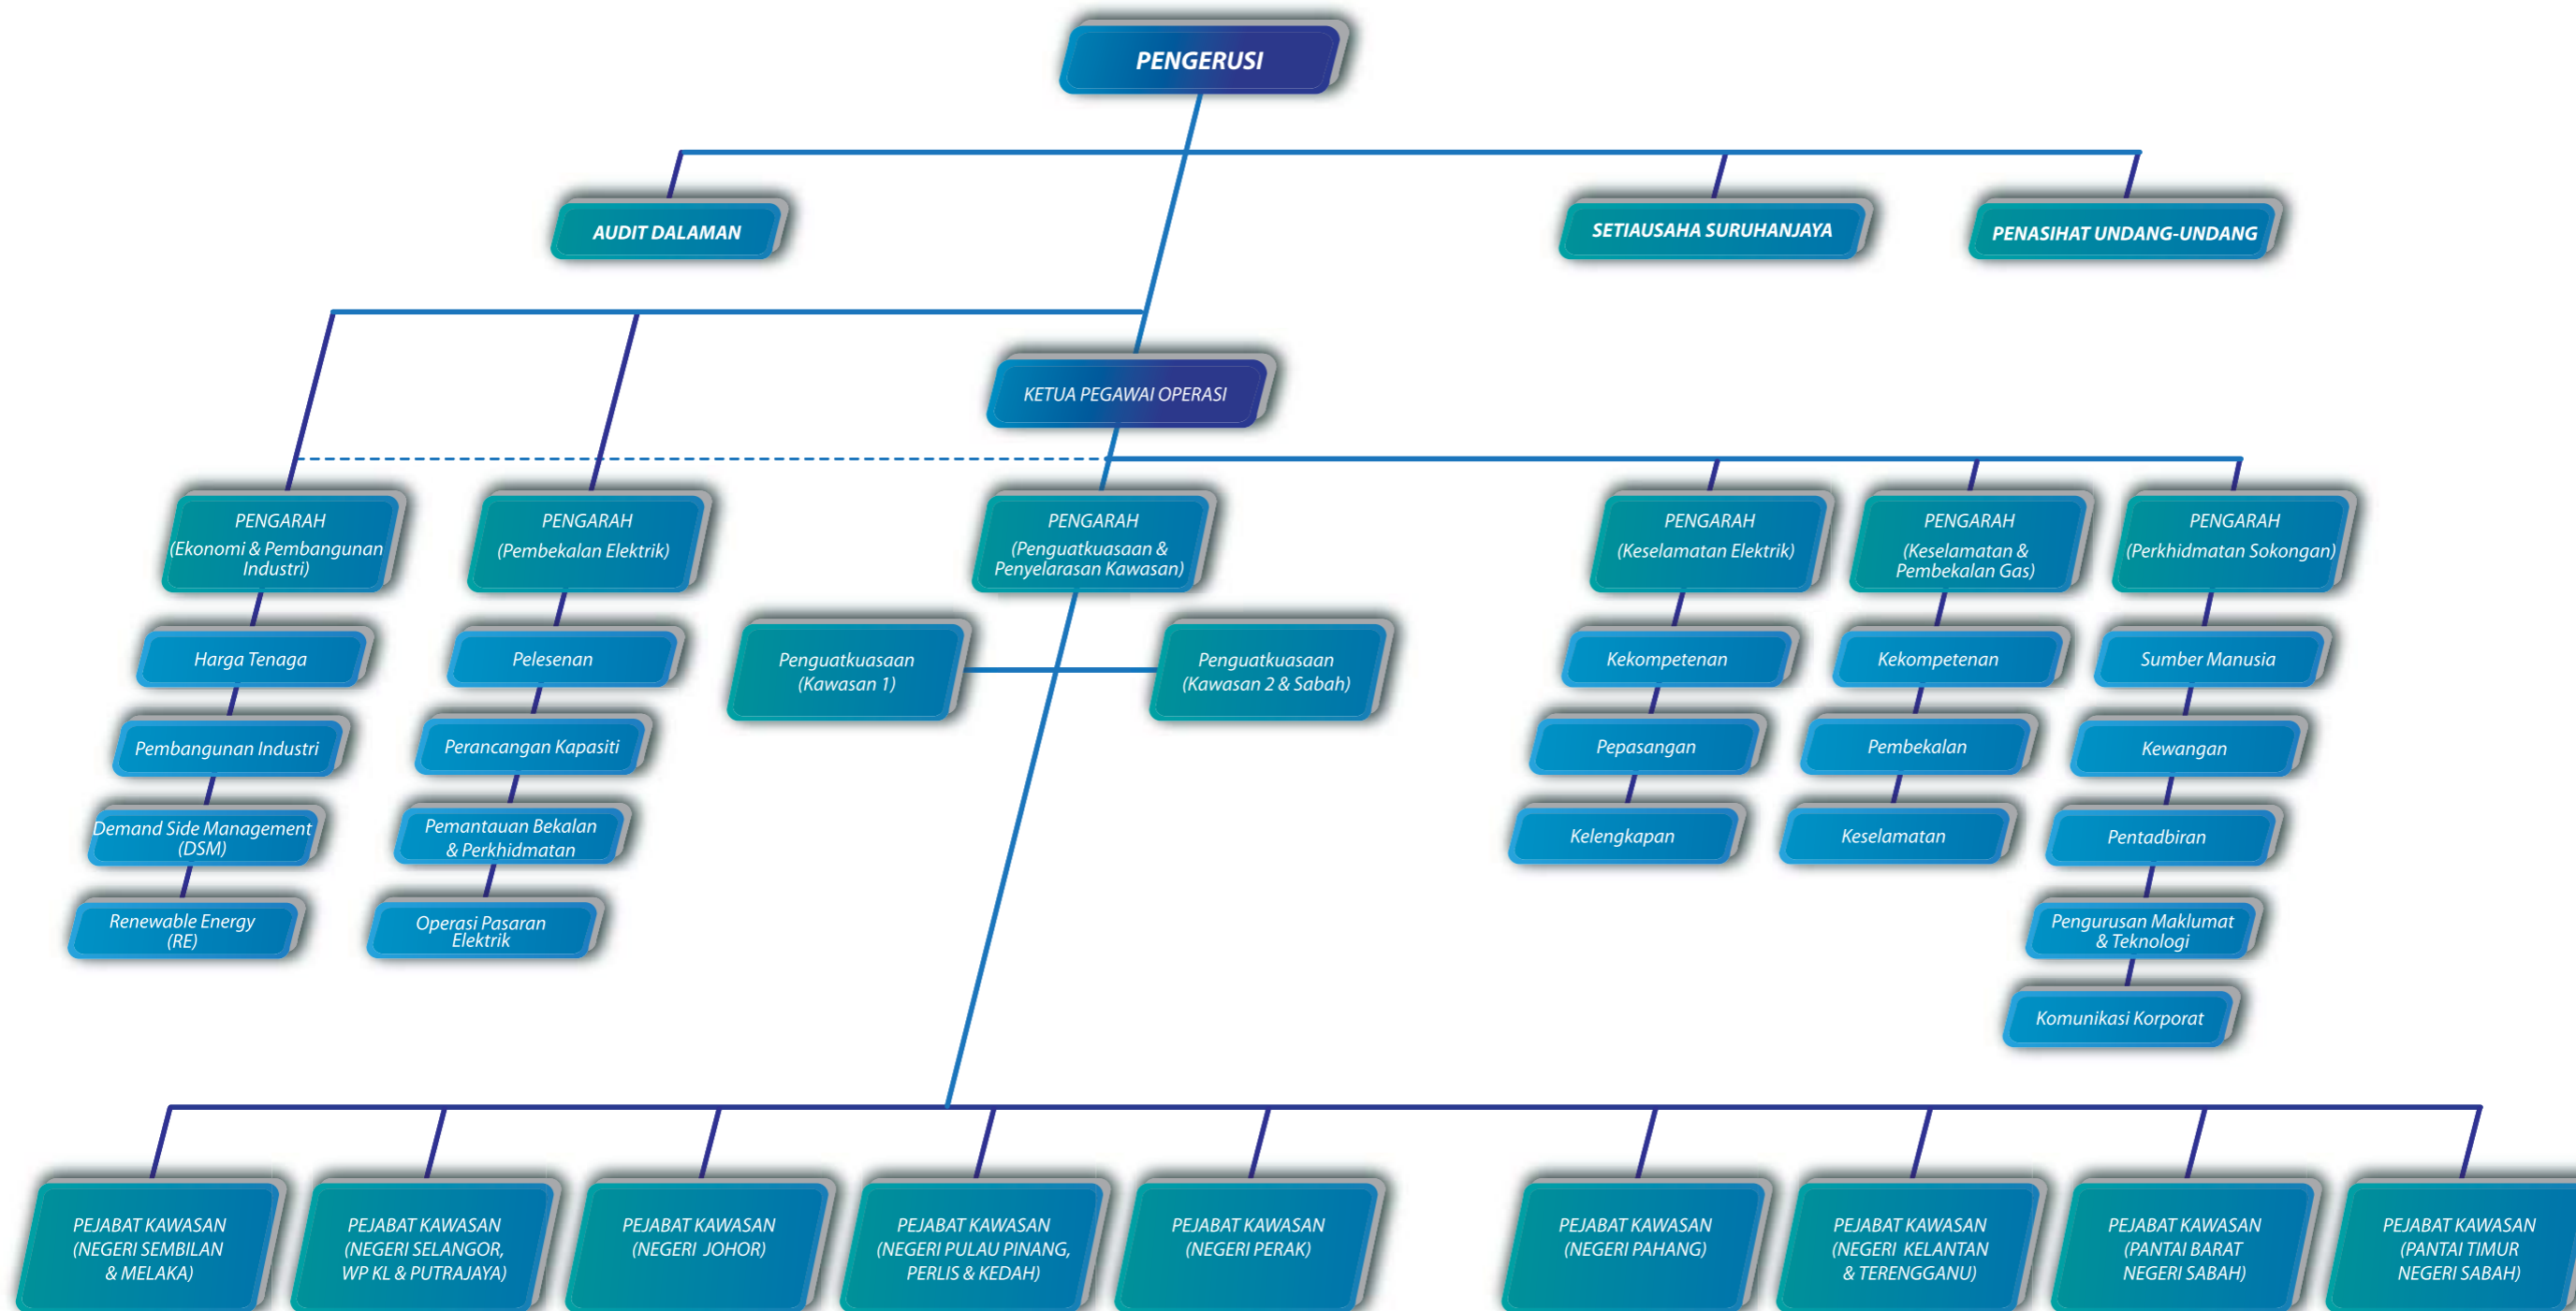 PENGERUSI
AUDIT DALAMAN
SETIAUSAHA SURUHANJAYA
PENASIHAT UNDANG-UNDANG
KETUA PEGAWAI OPERASI
PENGARAH
(Ekonomi & Pembangunan
Industri)
Harga Tenaga
Pembangunan Industri
Demand Side Management
(DSM)
Renewable Energy
(RE)
PENGARAH
(Pembekalan Elektrik)
Pelesenan
Perancangan Kapasiti
Pemantauan Bekalan
& Perkhidmatan
Operasi Pasaran
Elektrik
PENGARAH
(Penguatkuasaan &
Penyelarasan Kawasan)
Penguatkuasaan
(Kawasan 1)
Penguatkuasaan
(Kawasan 2 & Sabah)
PENGARAH
(Keselamatan Elektrik)
Kekompetenan
Pepasangan
Kelengkapan
PENGARAH
(Keselamatan &
Pembekalan Gas)
Kekompetenan
Pembekalan
Keselamatan
PENGARAH
(Perkhidmatan Sokongan)
Sumber Manusia
Kewangan
Pentadbiran
Pengurusan Maklumat
& Teknologi
Komunikasi Korporat
PEJABAT KAWASAN
(NEGERI SEMBILAN
& MELAKA)
PEJABAT KAWASAN
(NEGERI SELANGOR,
WP KL & PUTRAJAYA)
PEJABAT KAWASAN
(NEGERI JOHOR)
PEJABAT KAWASAN
(NEGERI PULAU PINANG,
PERLIS & KEDAH)
PEJABAT KAWASAN
(NEGERI PERAK)
PEJABAT KAWASAN
(NEGERI PAHANG)
PEJABAT KAWASAN
(NEGERI KELANTAN
& TERENGGANU)
PEJABAT KAWASAN
(PANTAI BARAT
NEGERI SABAH)
PEJABAT KAWASAN
(PANTAI TIMUR
NEGERI SABAH)